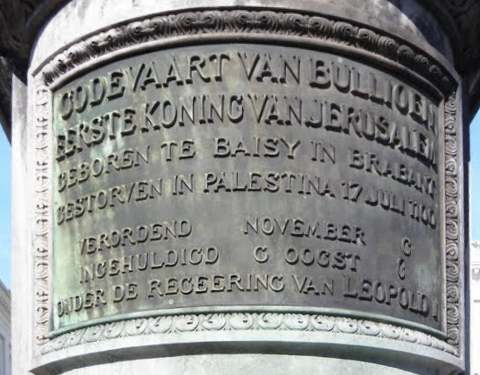 GODEVAART VAN BULLIOEN
EERSTE KONING VAN JERUSALEM
GEBOREN TE BAISY IN BRABANT
GESTORVEN IN PALESTINA 17 JULI 1100
VERORDEND NOVEMBER
INGEHULDIGD OOGST
ONDER DE REGEERING VAN LEOPOLD I